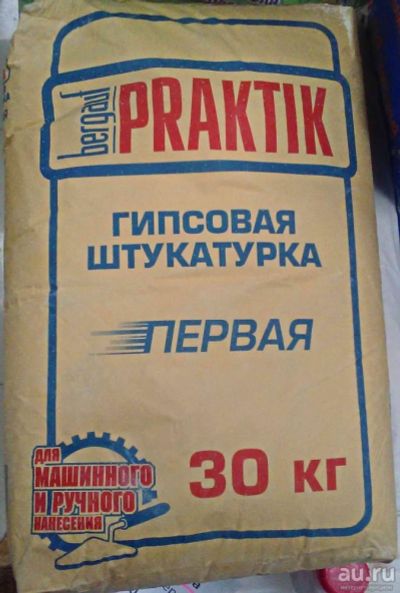 bergauf
PRAKTIK
ГИПСОВАЯ
ШТУКАТУРКА
ПЕРВАЯ
ДЛЯ
МАШИННОГО
И РУЧНОГО
НАНЕСЕНИЯ
30 кг
au.ru